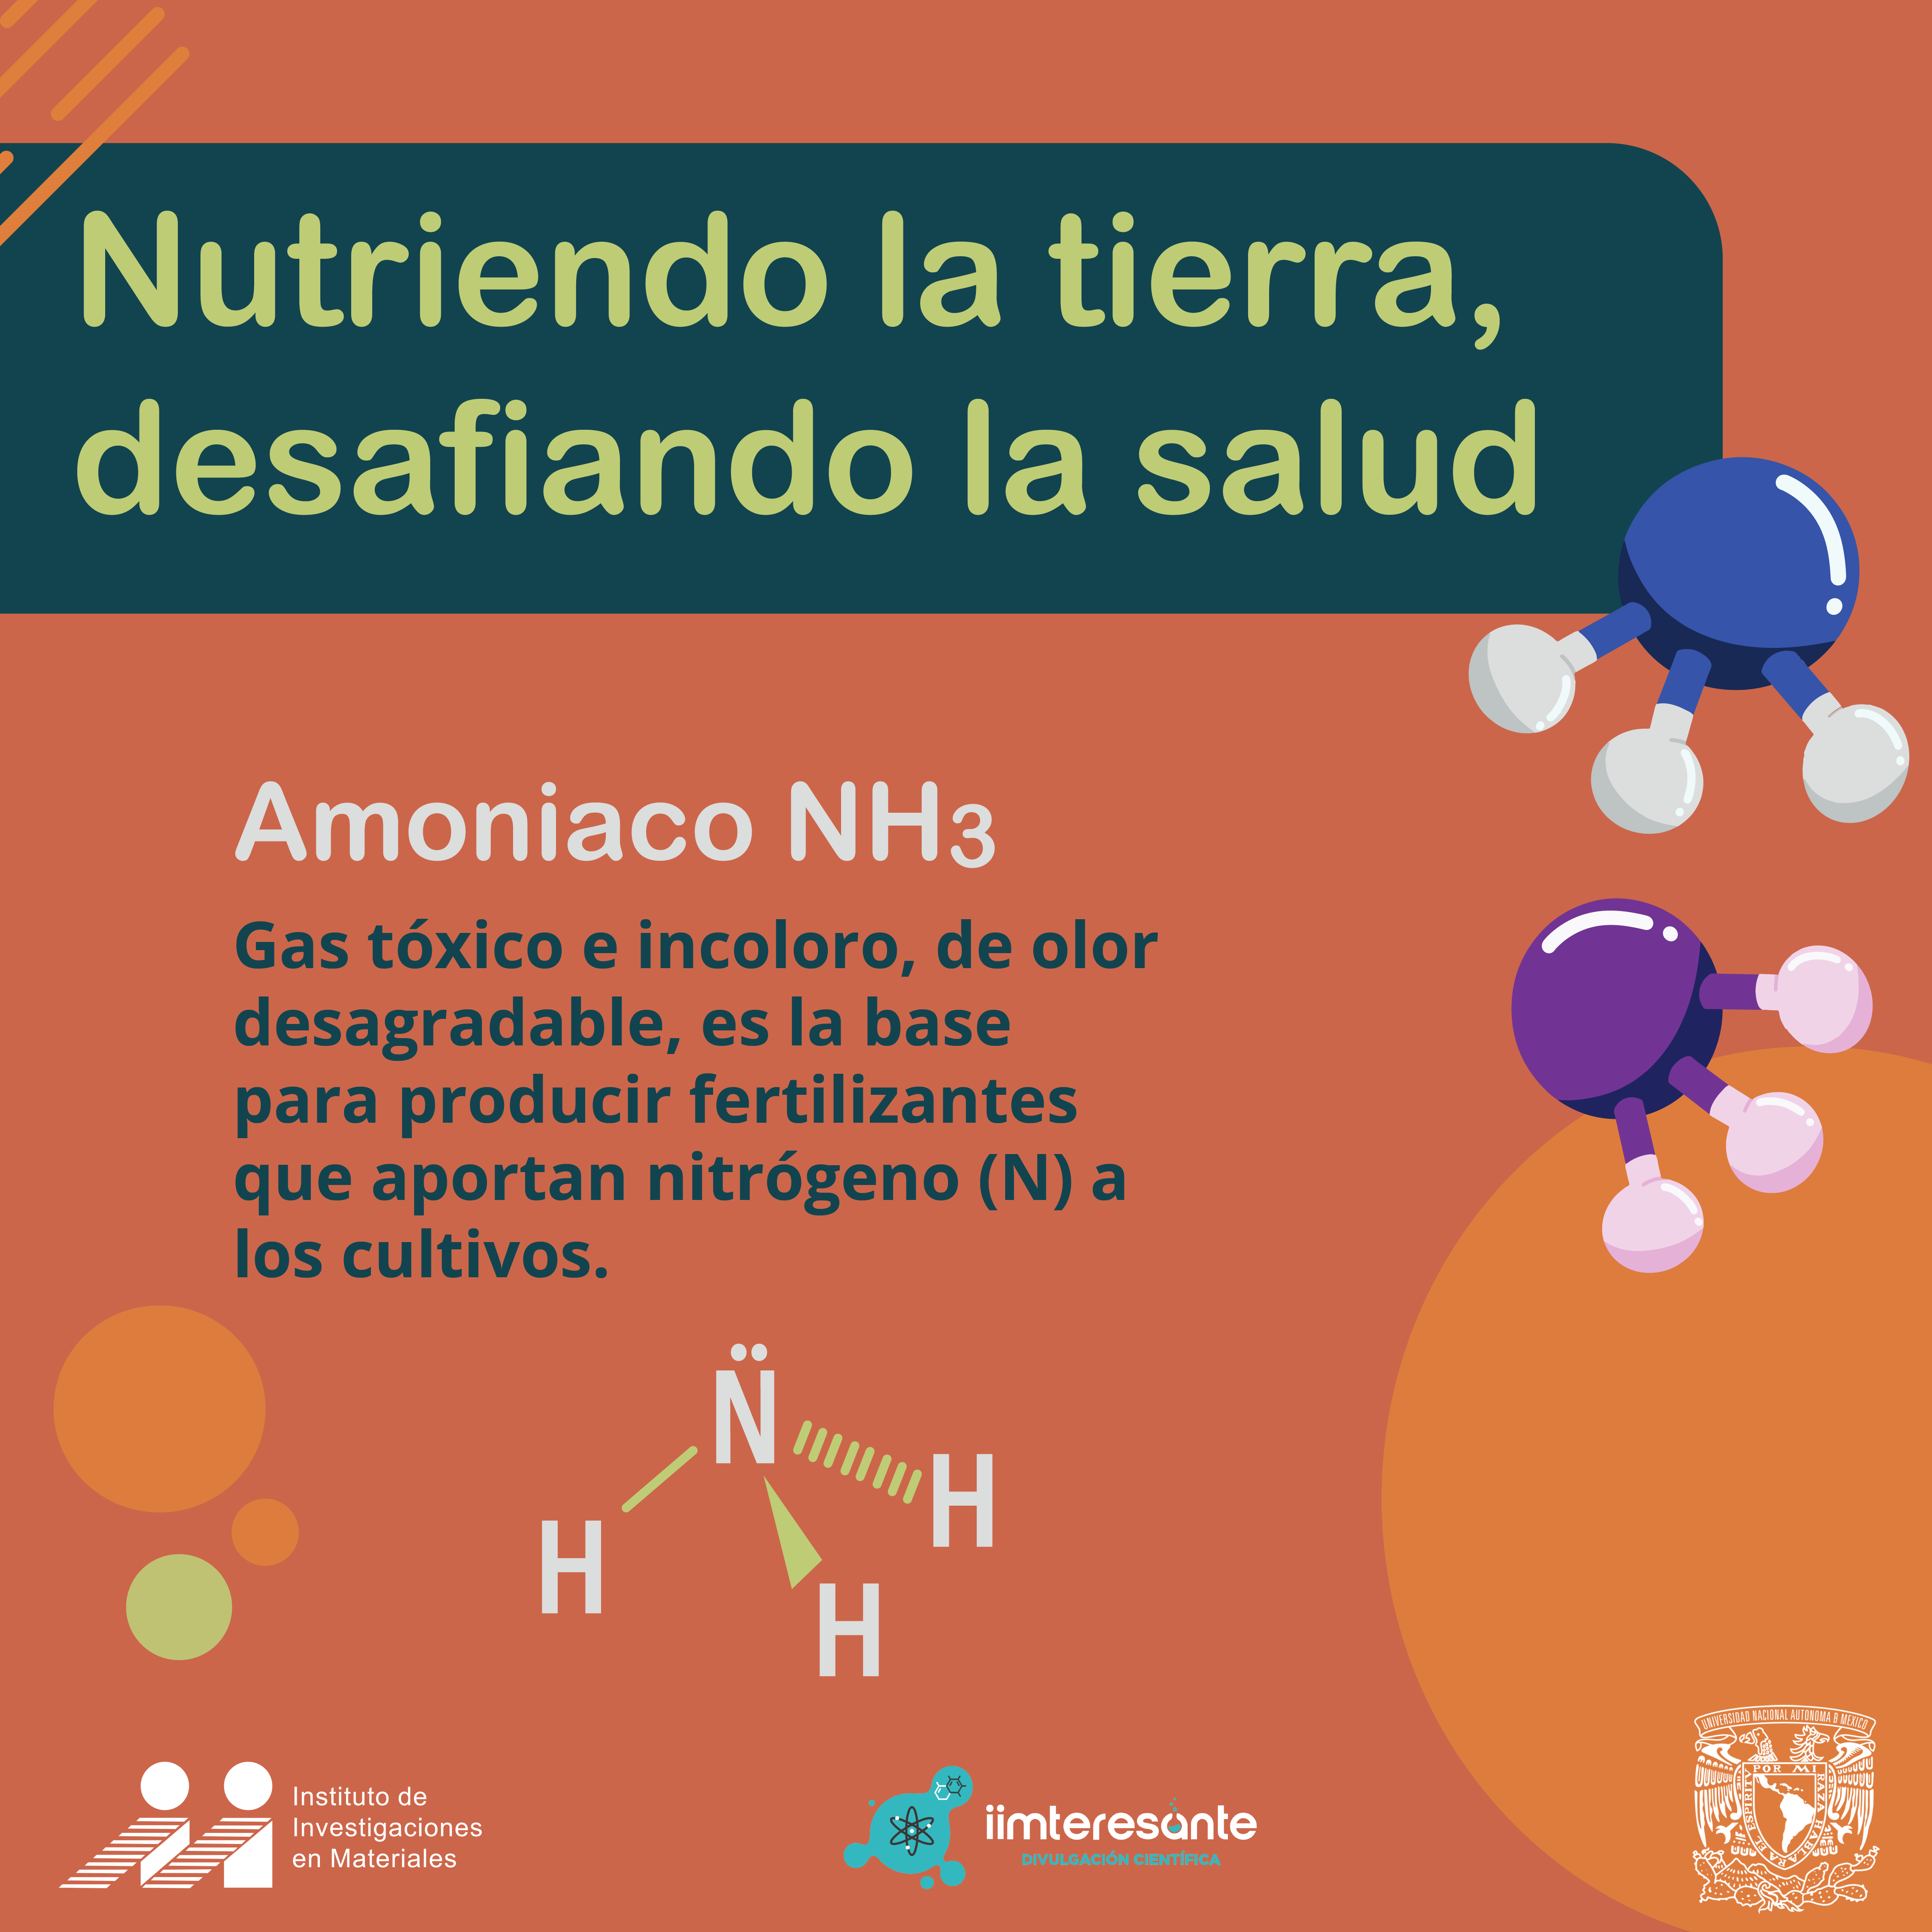 Nutriendo la tierra,
desafiando la salud
Amoniaco NH₃
Gas tóxico e incoloro, de olor
desagradable, es la base
para producir fertilizantes
que aportan nitrógeno (N) a
los cultivos.
N̈
H
H
H
Instituto de
Investigaciones
en Materiales
iimteresante
DIVULGACIÓN CIENTÍFICA
UNIVERSIDAD NACIONAL AUTONOMA D MEXICO
POR MI RAZA HABLARA EL ESPIRITU